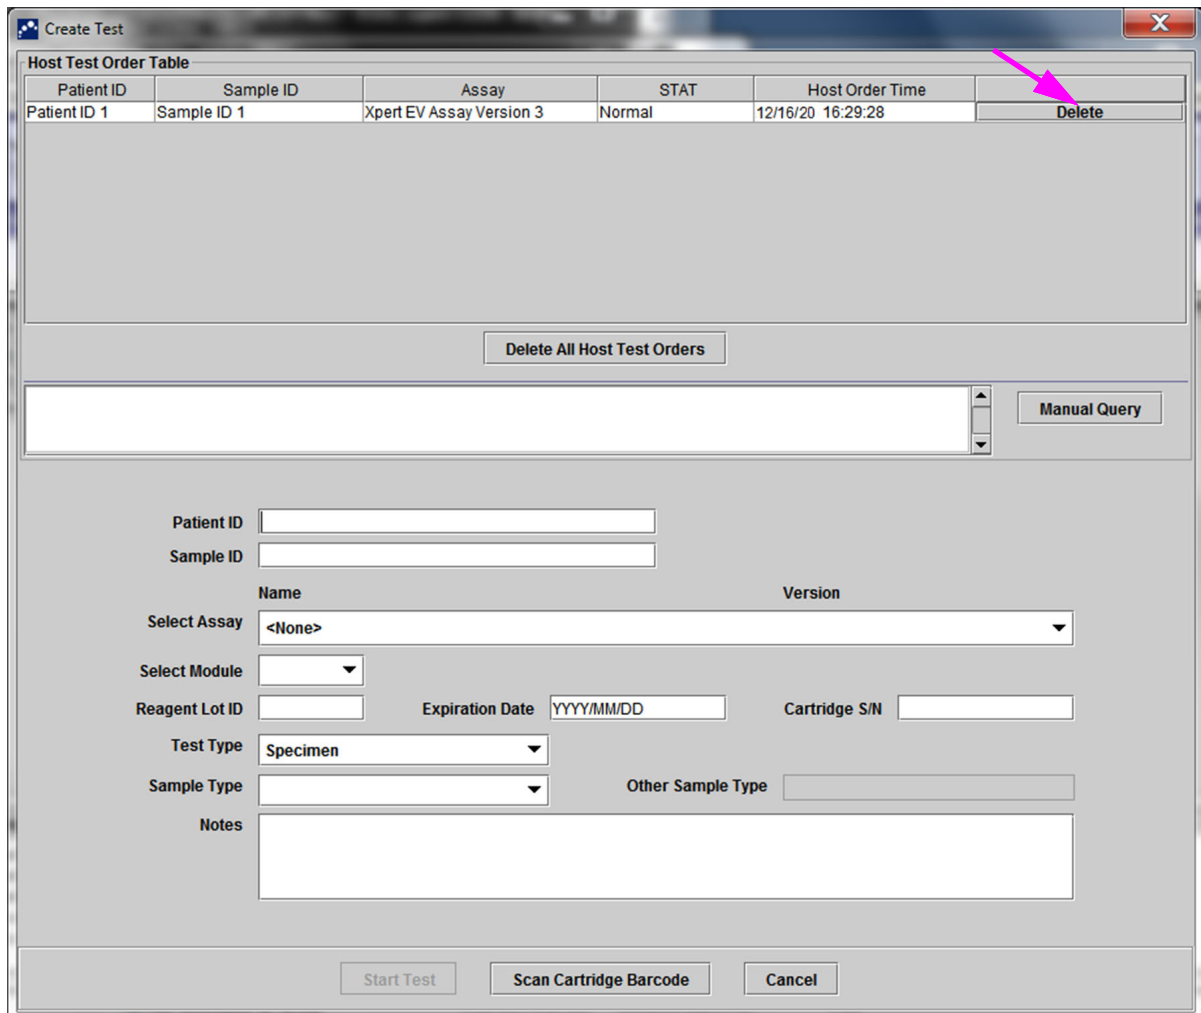 Create Test
Host Test Order Table
Patient ID Sample ID Assay STAT Host Order Time
Patient ID 1 Sample ID 1 Xpert EV Assay Version 3 Normal 12/16/20 16:29:28 Delete
Delete All Host Test Orders
Manual Query
Patient ID
Sample ID
Name Version
Select Assay <None>
Select Module
Reagent Lot ID Expiration Date YYYY/MM/DD Cartridge S/N
Test Type Specimen
Sample Type Other Sample Type
Notes
Start Test Scan Cartridge Barcode Cancel